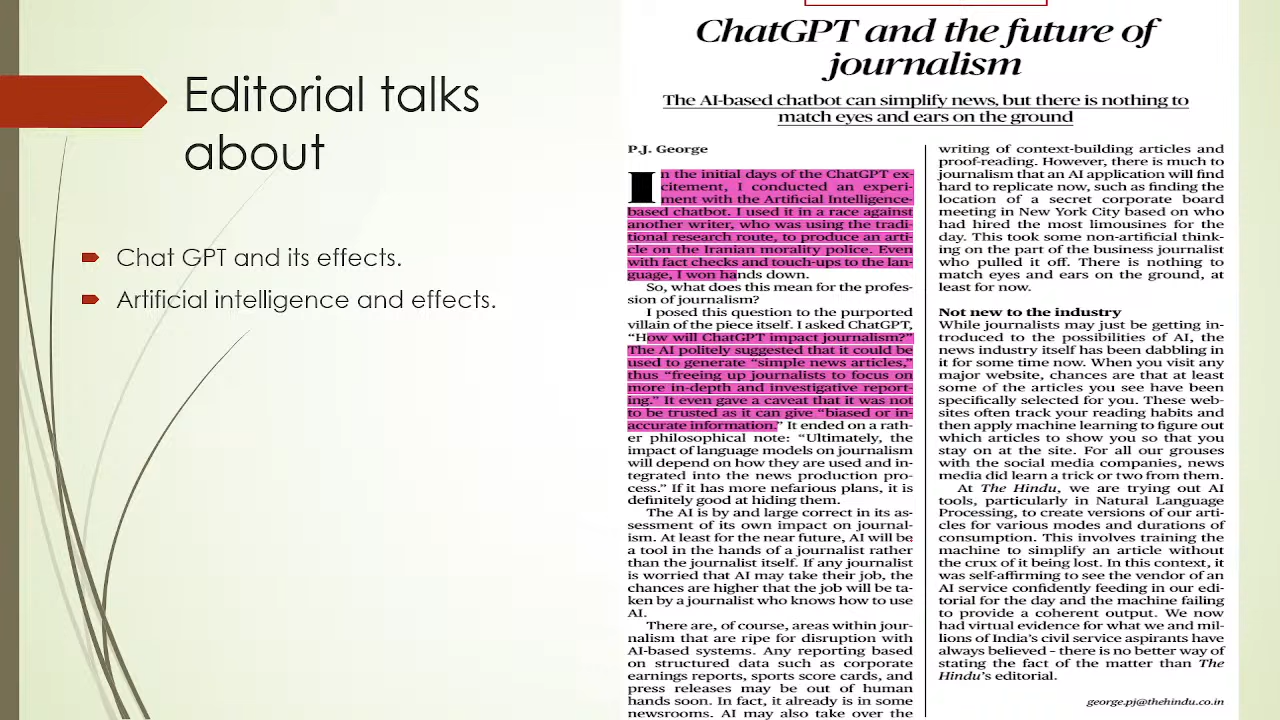 Editorial talks
about
Chat GPT and its effects.
Artificial intelligence and effects.
ChatGPT and the future of
journalism
The AI-based chatbot can simplify news, but there is nothing to
match eyes and ears on the ground
P.J. George
In the initial days of the ChatGPT ex-
citement, I conducted an experi-
ment with the Artificial Intelligence-
based chatbot. I used it in a race against
another writer, who was using the tradi-
tional research route, to produce an arti-
cle on the Iranian morality police. Even
with fact checks and touch-ups to the lan-
guage, I won hands down.
So, what does this mean for the profes-
sion of journalism?
I posed this question to the purported
villain of the piece itself. I asked ChatGPT,
“How will ChatGPT impact journalism?”
The AI politely suggested that it could be
used to generate “simple news articles,”
thus “freeing up journalists to focus on
more in-depth and investigative report-
ing.” It even gave a caveat that it was not
to be trusted as it can give “biased or in-
accurate information.” It ended on a rath-
er philosophical note: “Ultimately, the
impact of language models on journalism
will depend on how they are used and in-
tegrated into the news production pro-
cess.” If it has more nefarious plans, it is
definitely good at hiding them.
The AI is by and large correct in its as-
sessment of its own impact on journal-
ism. At least for the near future, AI will be
a tool in the hands of a journalist rather
than the journalist itself. If any journalist
is worried that AI may take their job, the
chances are higher that the job will be ta-
ken by a journalist who knows how to use
AI.
There are, of course, areas within jour-
nalism that are ripe for disruption with
AI-based systems. Any reporting based
on structured data such as corporate
earnings reports, sports score cards, and
press releases may be out of human
hands soon. In fact, it already is in some
newsrooms. AI may also take over the
writing of context-building articles and
proof-reading. However, there is much to
journalism that an AI application will find
hard to replicate now, such as finding the
location of a secret corporate board
meeting in New York City based on who
had hired the most limousines for the
day. This took some non-artificial think-
ing on the part of the business journalist
who pulled it off. There is nothing to
match eyes and ears on the ground, at
least for now.
Not new to the industry
While journalists may just be getting in-
troduced to the possibilities of AI, the
news industry itself has been dabbling in
it for some time now. When you visit any
major website, chances are that at least
some of the articles you see have been
specifically selected for you. These web-
sites often track your reading habits and
then apply machine learning to figure out
which articles to show you so that you
stay on at the site. For all our grouses
with the social media companies, news
media did learn a trick or two from them.
At The Hindu, we are trying out AI
tools, particularly in Natural Language
Processing, to create versions of our arti-
cles for various modes and durations of
consumption. This involves training the
machine to simplify an article without
the crux of it being lost. In this context, it
was self-affirming to see the vendor of an
AI service confidently feeding in our edi-
torial for the day and the machine failing
to provide a coherent output. We now
had virtual evidence for what we and mil-
lions of India’s civil service aspirants have
always believed – there is no better way of
stating the fact of the matter than The
Hindu’s editorial.
george.pj@thehindu.co.in